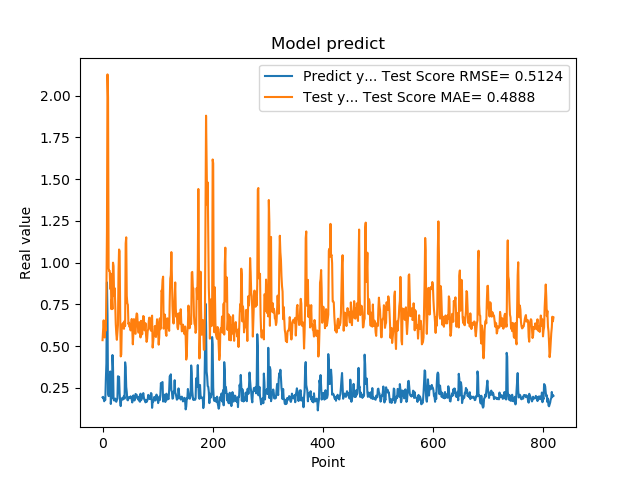 Model predict
Predict y... Test Score RMSE= 0.5124
Test y... Test Score MAE= 0.4888
2.00
1.75
1.50
1.25
1.00
0.75
0.50
0.25
Real value
0
200
400
600
800
Point